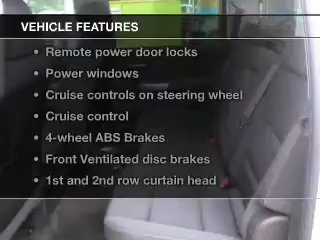 VEHICLE FEATURES
• Remote power door locks
• Power windows
• Cruise controls on steering wheel
• Cruise control
• 4-wheel ABS Brakes
• Front Ventilated disc brakes
• 1st and 2nd row curtain head